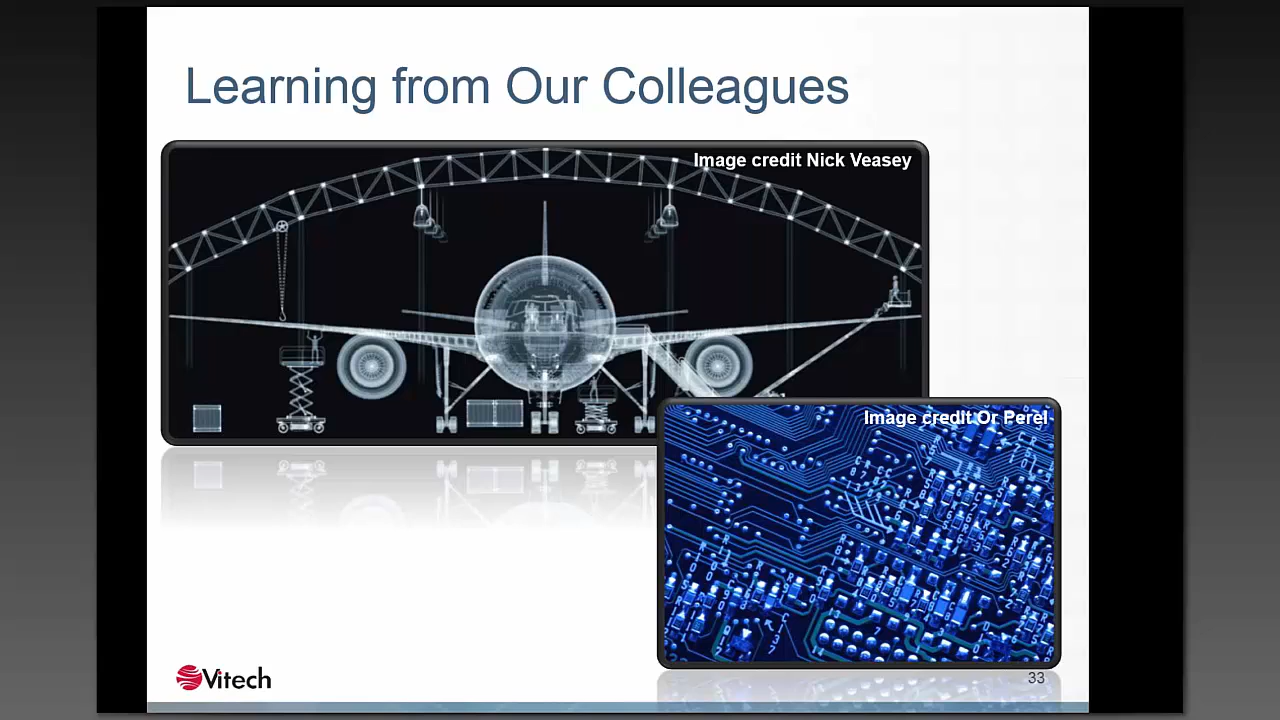 Learning from Our Colleagues
Image credit Nick Veasey
Image credit Or Perel
Vitech
33